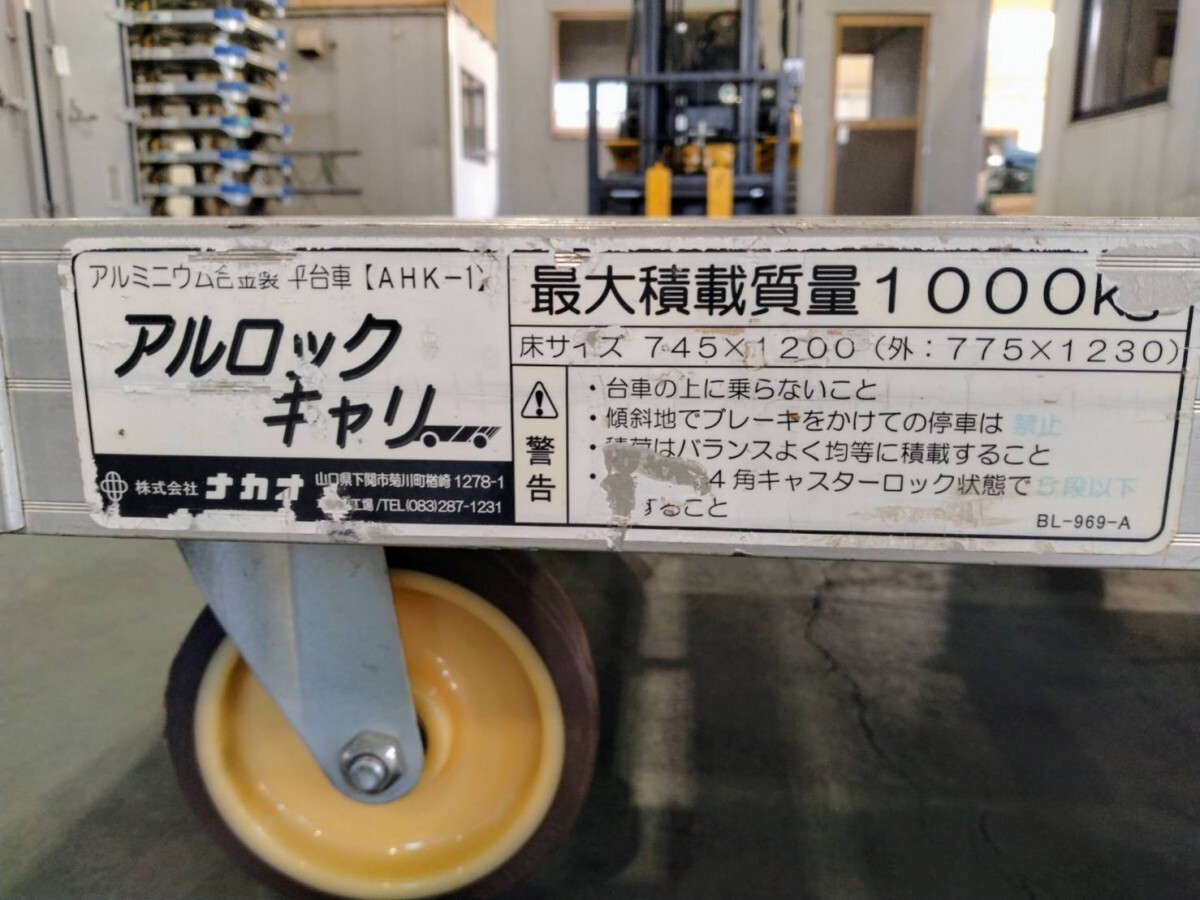 アルミニウム合金製 平台車【AHK-1】
アルロック
キャリ
株式会社 ナカオ
山口県下関市菊川町楢崎 1278-1
工場/TEL(083)287-1231
最大積載質量1000kg
床サイズ 745×1200(外:775×1230)
警告
・台車の上に乗らないこと
・傾斜地でブレーキをかけての停車は 禁止
・積荷はバランスよく均等に積載すること
・ 4角キャスターロック状態で 5段以下
すること
BL-969-A